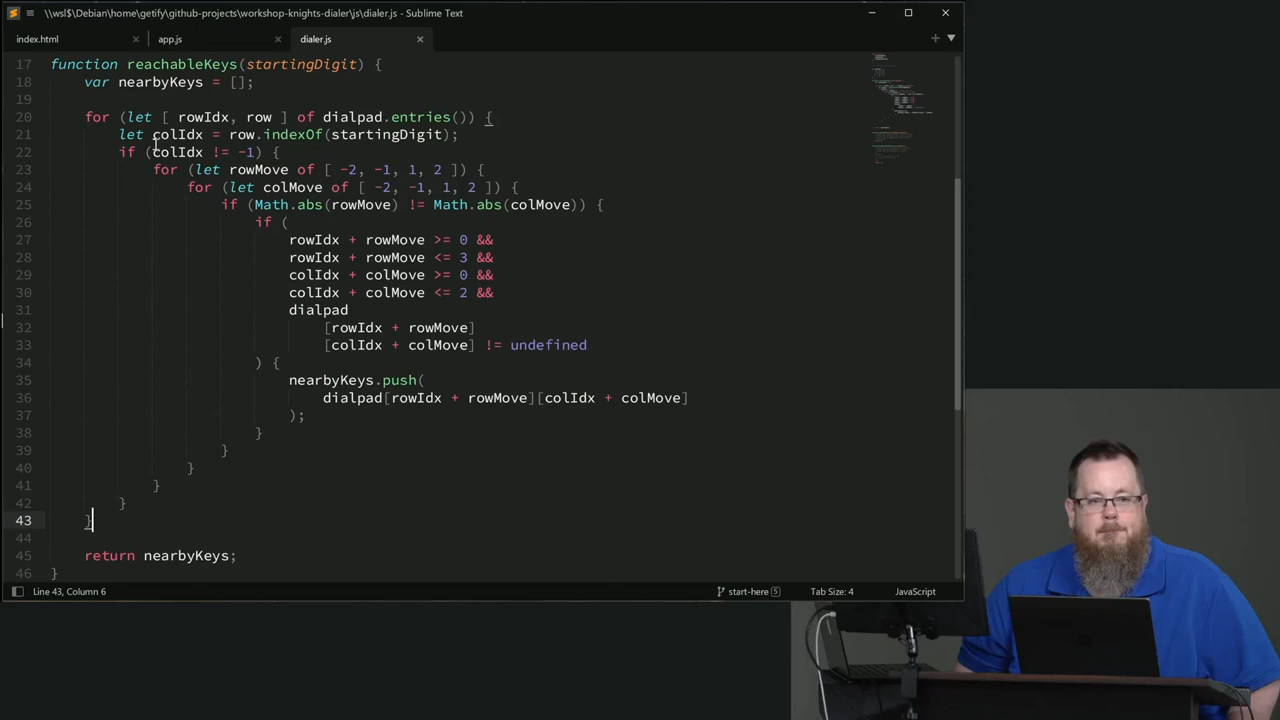 \\wsl$\Debian\home\getify\github-projects\workshop-knights-dialer\js\dialer.js - Sublime Text
index.html app.js dialer.js
17 function reachableKeys(startingDigit) {
18 var nearbyKeys = [];
19
20 for (let [ rowIdx, row ] of dialpad.entries()) {
21 let colIdx = row.indexOf(startingDigit);
22 if (colIdx != -1) {
23 for (let rowMove of [ -2, -1, 1, 2 ]) {
24 for (let colMove of [ -2, -1, 1, 2 ]) {
25 if (Math.abs(rowMove) != Math.abs(colMove)) {
26 if (
27 rowIdx + rowMove >= 0 &&
28 rowIdx + rowMove <= 3 &&
29 colIdx + colMove >= 0 &&
30 colIdx + colMove <= 2 &&
31 dialpad
32 [rowIdx + rowMove]
33 [colIdx + colMove] != undefined
34 ) {
35 nearbyKeys.push(
36 dialpad[rowIdx + rowMove][colIdx + colMove]
37 );
38 }
39 }
40 }
41 }
42 }
43 }
44
45 return nearbyKeys;
46 }
Line 43, Column 6 start-here 5 Tab Size: 4 JavaScript